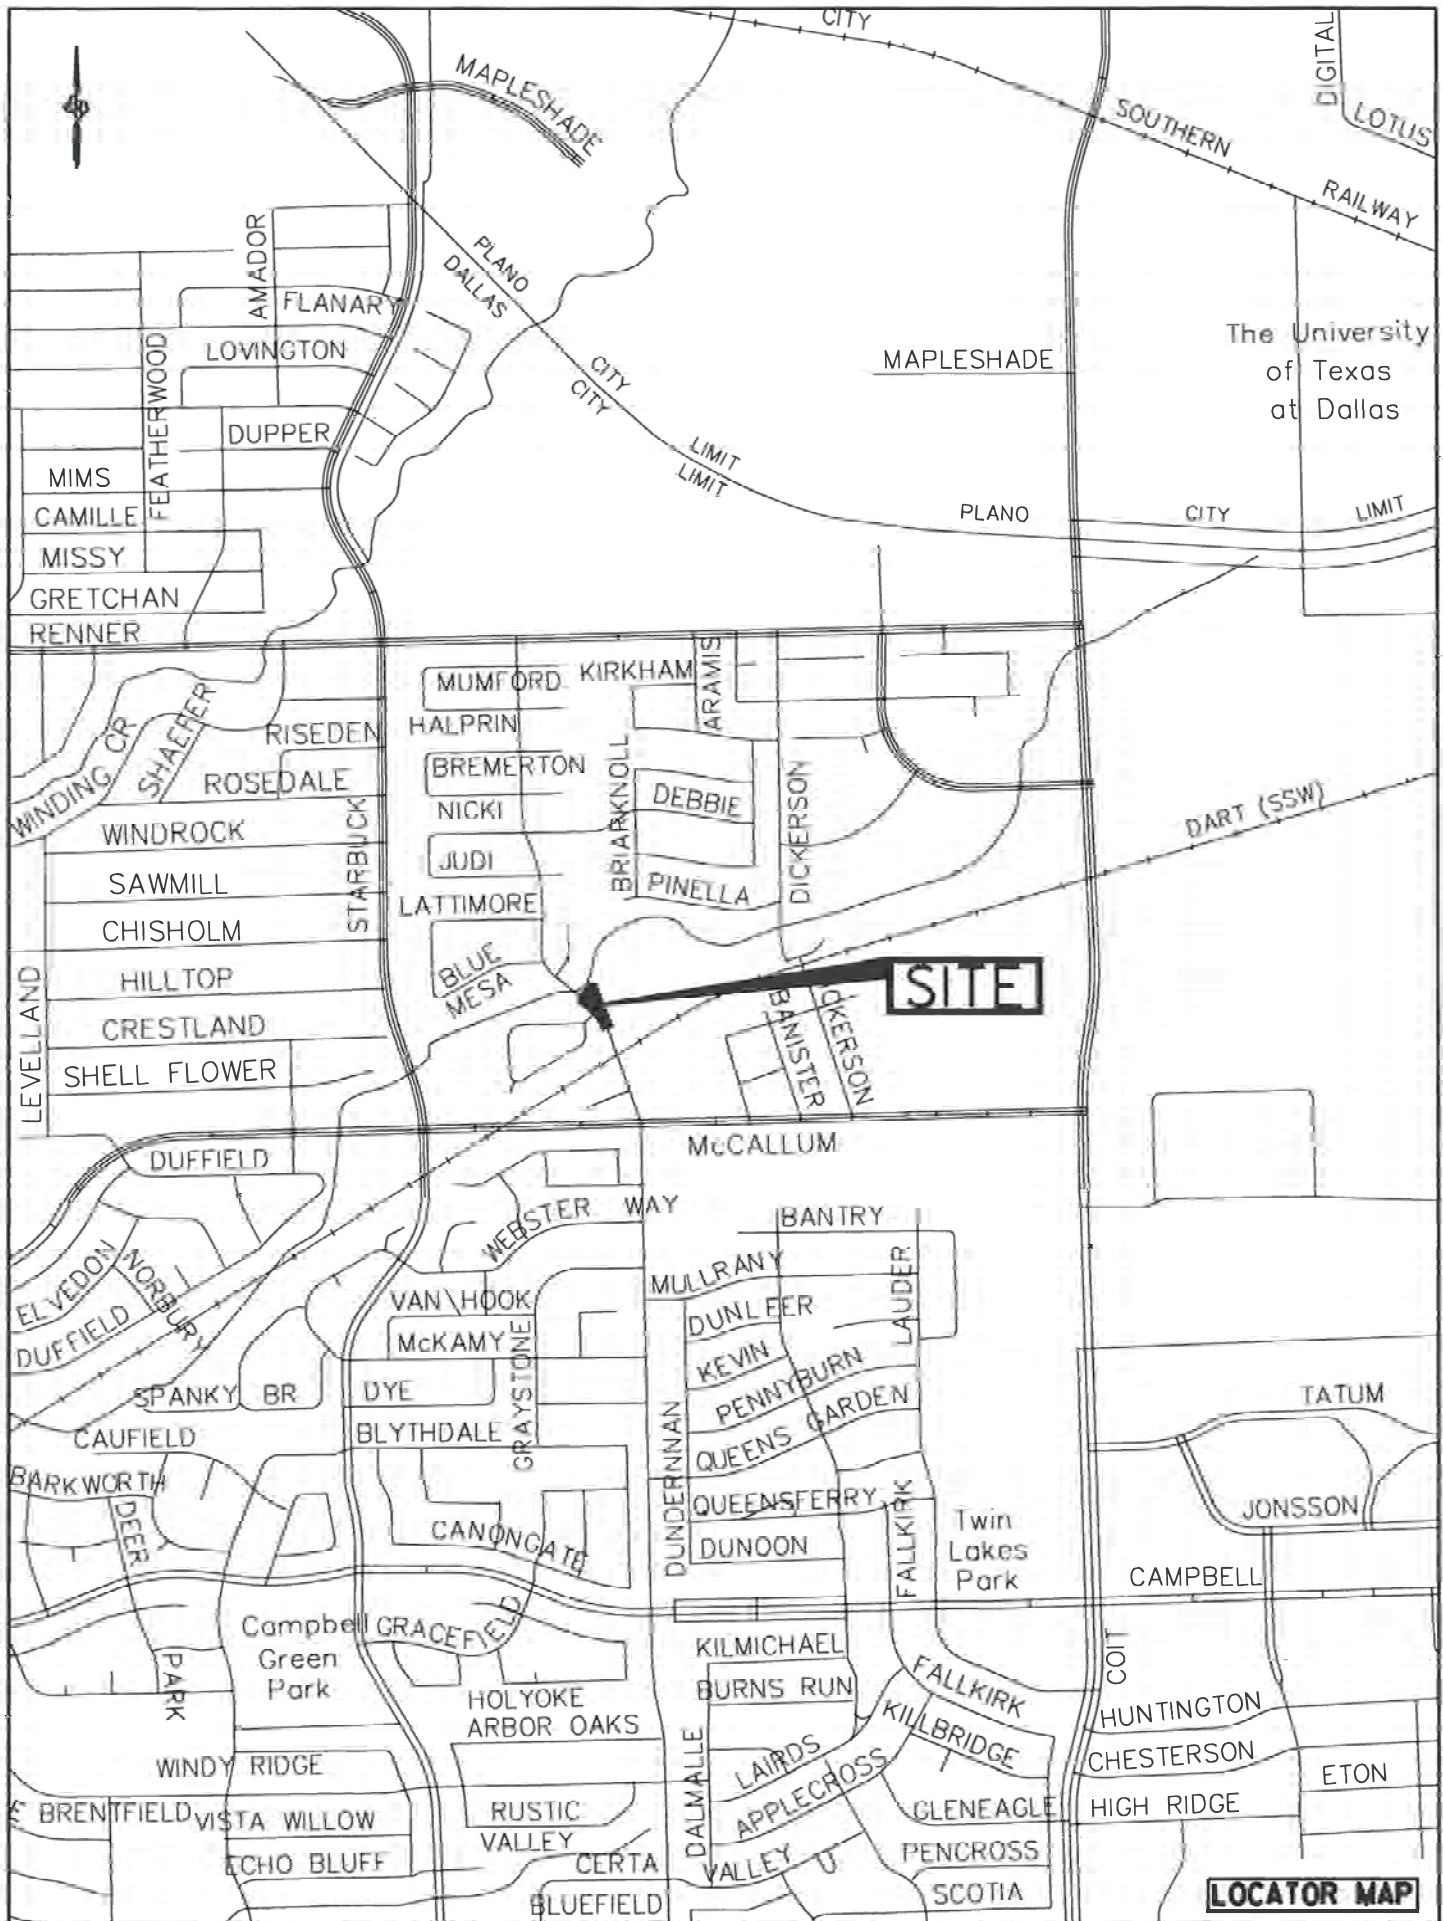 CITY
DIGITAL
MAPLESHADE
SOUTHERN
LOTUS
RAILWAY
AMADOR
PLANO
DALLAS
FLANARY
The University
of Texas
at Dallas
LOVINGTON
MAPLESHADE
CITY
CITY
FEATHERWOOD
DUPPER
LIMIT
LIMIT
MIMS
CAMILLE
PLANO
CITY
LIMIT
MISSY
GRETCHAN
RENNER
MUMFORD
KIRKHAM
ARAMIS
SHAEFER
WINDING CR
RISEDEN
HALPRIN
ROSEDALE
BREMERTON
BRIARKNOLL
DEBBIE
DICKERSON
DART (SSW)
NICKI
WINDROCK
STARBUCK
JUDI
SAWMILL
PINELLA
LATTIMORE
CHISHOLM
BLUE
MESA
HILLTOP
SITE
LEVELLAND
CRESTLAND
BANISTER
CKERSON
SHELL FLOWER
McCALLUM
DUFFIELD
WEBSTER WAY
BANTRY
ELVEDON
NORBURY
MULLRANY
LAUDER
VAN HOOK
DUNLEER
DUFFIELD
McKAMY
GRAYSTONE
KEVIN
PENNYBURN
SPANKY BR
DYE
TATUM
QUEENS GARDEN
CAUFIELD
BLYTHDALE
DUNDERNNAN
BARKWORTH
DEER
QUEENSFERRY
FALLKIRK
Twin
Lakes
Park
JONSSON
CANONGATE
DUNOON
CAMPBELL
Campbell
Green
Park
GRACEFIELD
KILMICHAEL
COIT
PARK
BURNS RUN
FALLKIRK
HOLYOKE
ARBOR OAKS
KILLBRIDGE
HUNTINGTON
WINDY RIDGE
DALMALLE
LAIRDS
CHESTERSON
ETON
APPLECROSS
E BRENTFIELD
VISTA WILLOW
RUSTIC
VALLEY
GLENEAGLE
HIGH RIDGE
ECHO BLUFF
CERTA
VALLEY
U
PENCROSS
BLUEFIELD
SCOTIA
LOCATOR MAP